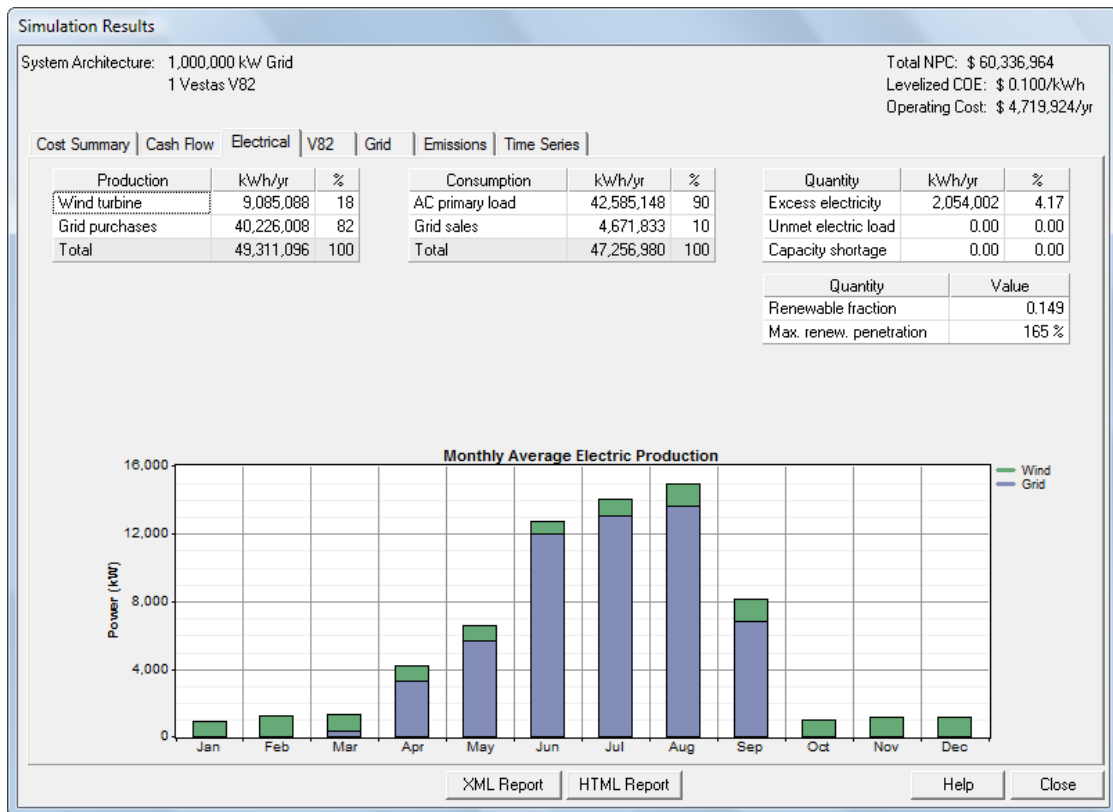 Simulation Results
System Architecture: 1,000,000 kW Grid
1 Vestas V82
Total NPC: $ 60,336,964
Levelized COE: $ 0.100/kWh
Operating Cost: $ 4,719,924/yr
Cost Summary Cash Flow Electrical V82 Grid Emissions Time Series
Production kWh/yr %
Wind turbine 9,085,088 18
Grid purchases 40,226,008 82
Total 49,311,096 100
Consumption kWh/yr %
AC primary load 42,585,148 90
Grid sales 4,671,833 10
Total 47,256,980 100
Quantity kWh/yr %
Excess electricity 2,054,002 4.17
Unmet electric load 0.00 0.00
Capacity shortage 0.00 0.00
Quantity Value
Renewable fraction 0.149
Max. renew. penetration 165 %
Monthly Average Electric Production
Wind
Grid
Power (kW)
16,000
12,000
8,000
4,000
0
Jan Feb Mar Apr May Jun Jul Aug Sep Oct Nov Dec
XML Report HTML Report Help Close